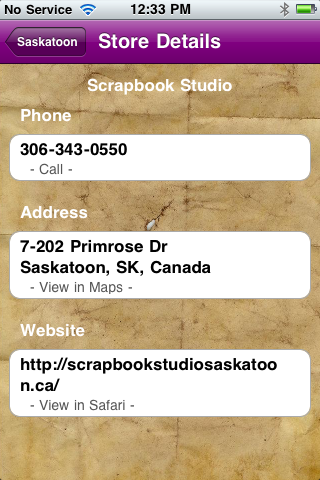 No Service 12:33 PM
Saskatoon Store Details
Scrapbook Studio
Phone
306-343-0550
- Call -
Address
7-202 Primrose Dr
Saskatoon, SK, Canada
- View in Maps -
Website
http://scrapbookstudiosaskatoo
n.ca/
- View in Safari -